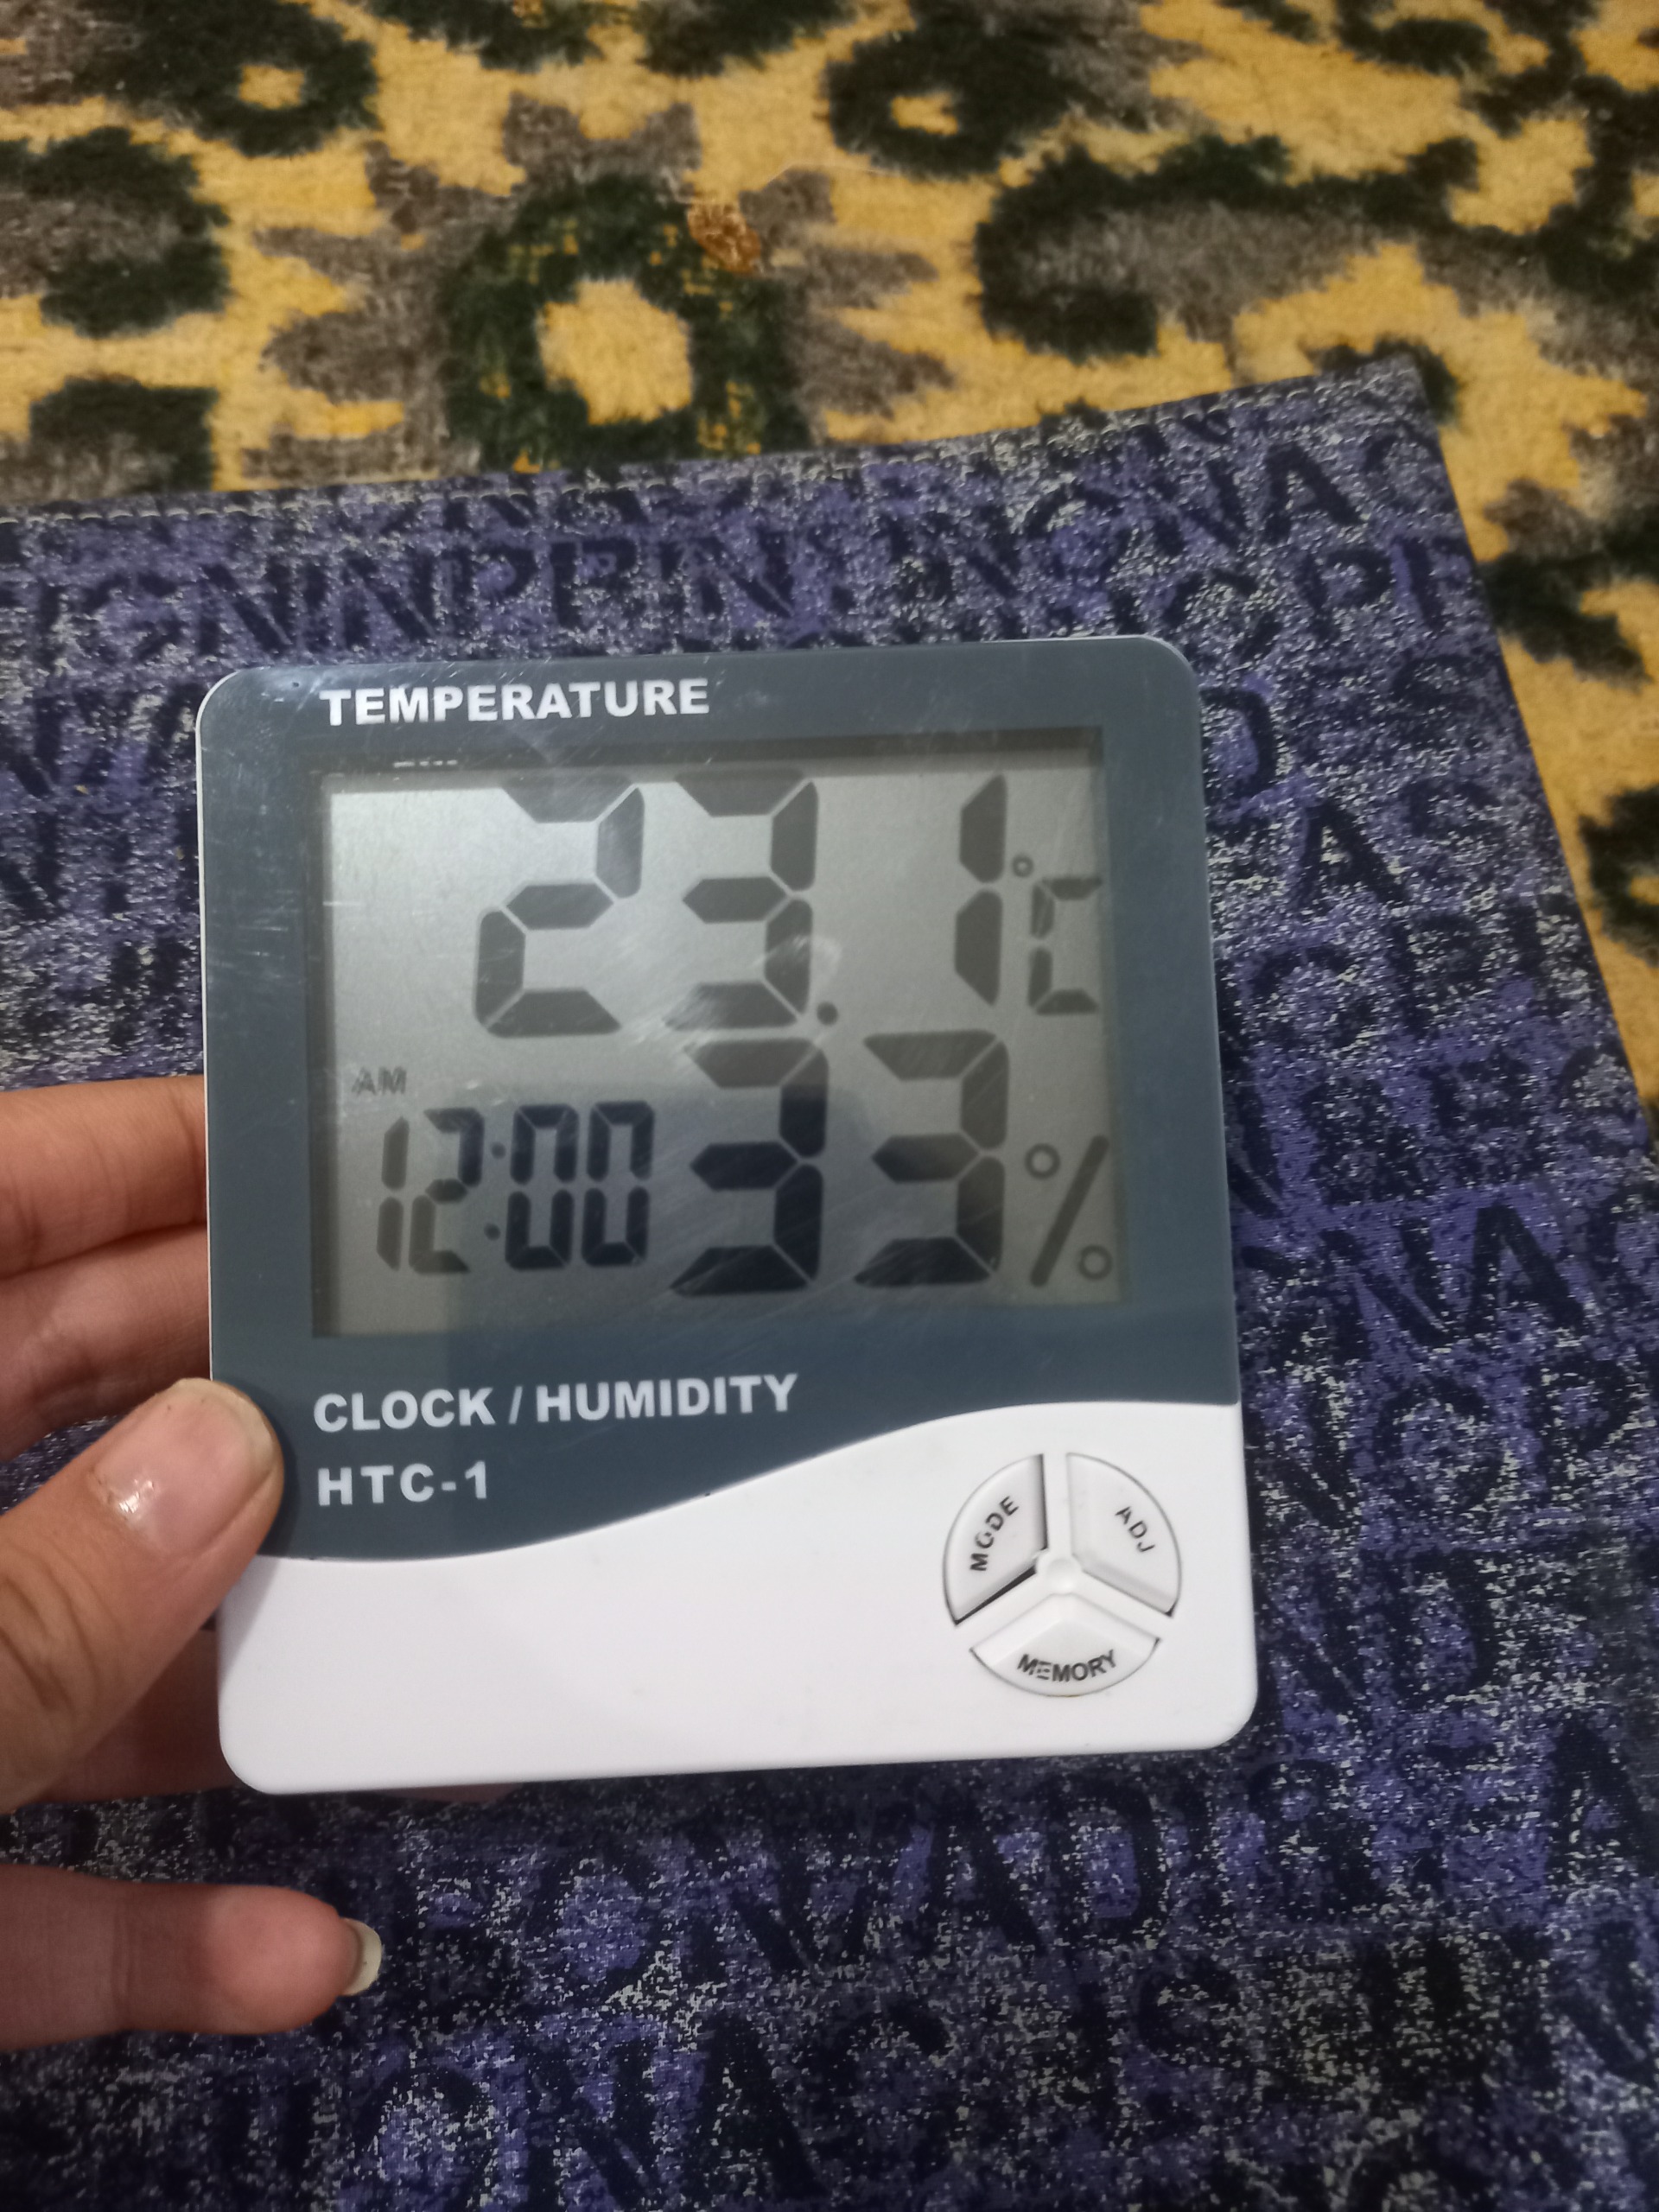 TEMPERATURE
23.1°C
AM
12:00 33%
CLOCK / HUMIDITY
HTC-1
MODE
ADJ
MEMORY